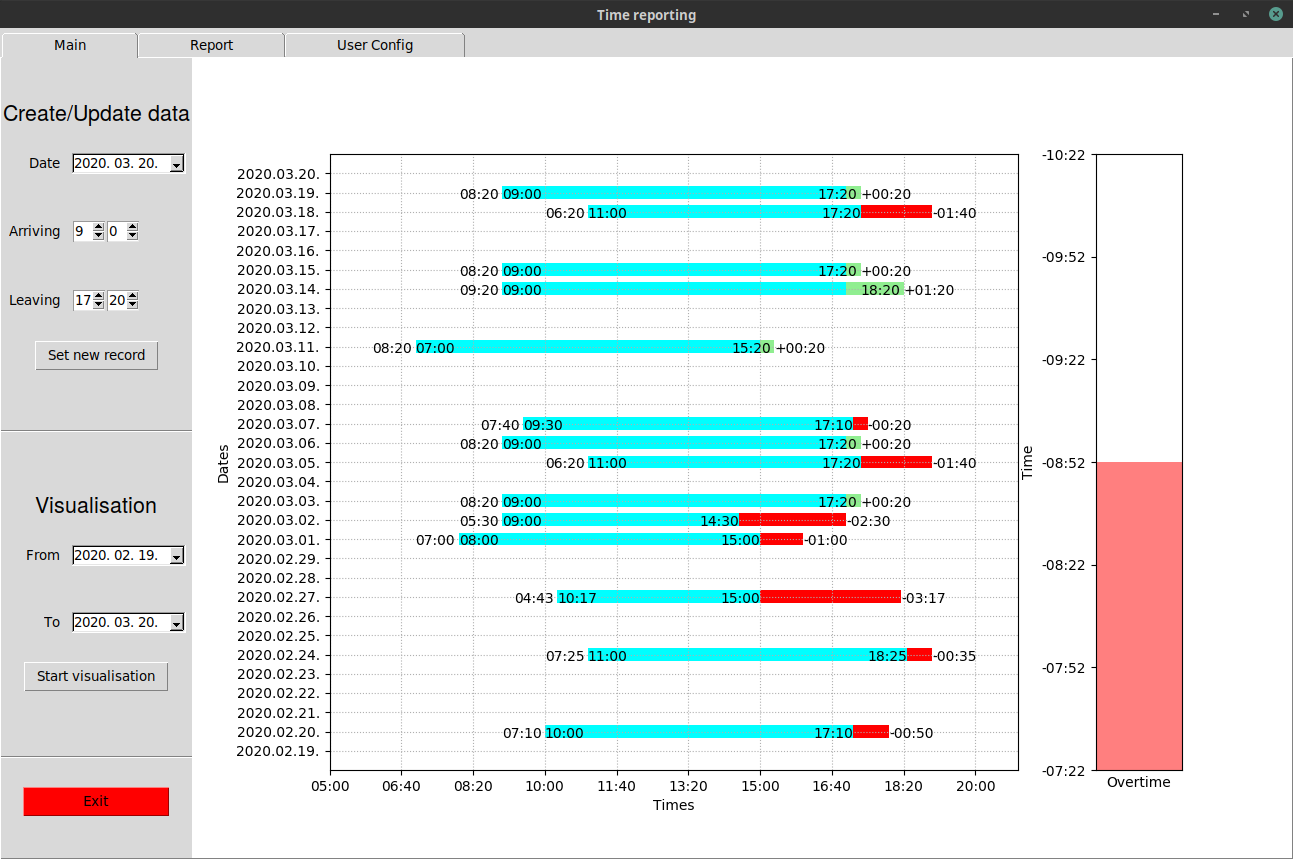 Time reporting
Main Report User Config
Create/Update data
Date 2020. 03. 20.
Arriving 9 0
Leaving 17 20
Set new record
Visualisation
From 2020. 02. 19.
To 2020. 03. 20.
Start visualisation
Exit
Dates
2020.03.20.
2020.03.19. 08:20 09:00 17:20 +00:20
2020.03.18. 06:20 11:00 17:20 -01:40
2020.03.17.
2020.03.16.
2020.03.15. 08:20 09:00 17:20 +00:20
2020.03.14. 09:20 09:00 18:20 +01:20
2020.03.13.
2020.03.12.
2020.03.11. 08:20 07:00 15:20 +00:20
2020.03.10.
2020.03.09.
2020.03.08.
2020.03.07. 07:40 09:30 17:10 -00:20
2020.03.06. 08:20 09:00 17:20 +00:20
2020.03.05. 06:20 11:00 17:20 -01:40
2020.03.04.
2020.03.03. 08:20 09:00 17:20 +00:20
2020.03.02. 05:30 09:00 14:30 -02:30
2020.03.01. 07:00 08:00 15:00 -01:00
2020.02.29.
2020.02.28.
2020.02.27. 04:43 10:17 15:00 -03:17
2020.02.26.
2020.02.25.
2020.02.24. 07:25 11:00 18:25 -00:35
2020.02.23.
2020.02.22.
2020.02.21.
2020.02.20. 07:10 10:00 17:10 -00:50
2020.02.19.
05:00 06:40 08:20 10:00 11:40 13:20 15:00 16:40 18:20 20:00
Times
Time
-10:22
-09:52
-09:22
-08:52
-08:22
-07:52
-07:22
Overtime